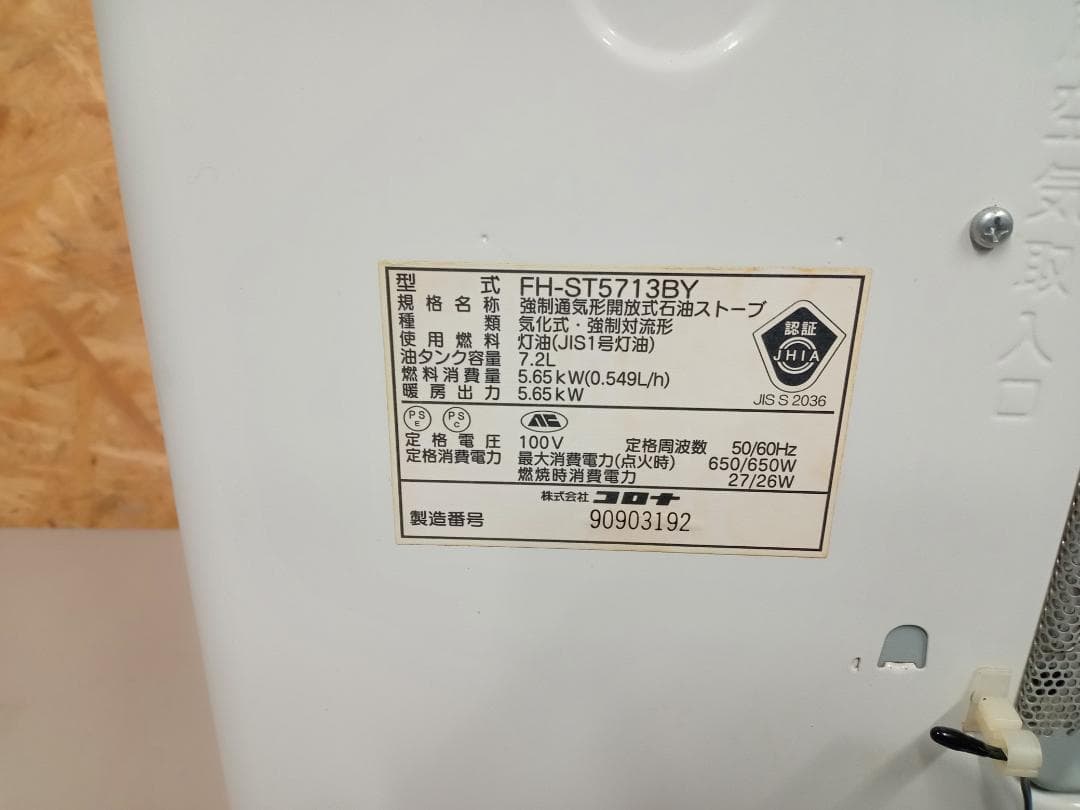 型式 FH-ST5713BY
規格名称 強制通気形開放式石油ストーブ
種類 気化式・強制対流形
使用燃料 灯油(JIS1号灯油)
油タンク容量 7.2L
燃料消費量 5.65kW(0.549L/h)
暖房出力 5.65kW
認証
JHIA
JIS S 2036
PS E PS C
定格電圧 100V 定格周波数 50/60Hz
定格消費電力 最大消費電力(点火時) 650/650W
燃焼時消費電力 27/26W
株式会社 コロナ
製造番号 90903192
空気取入口